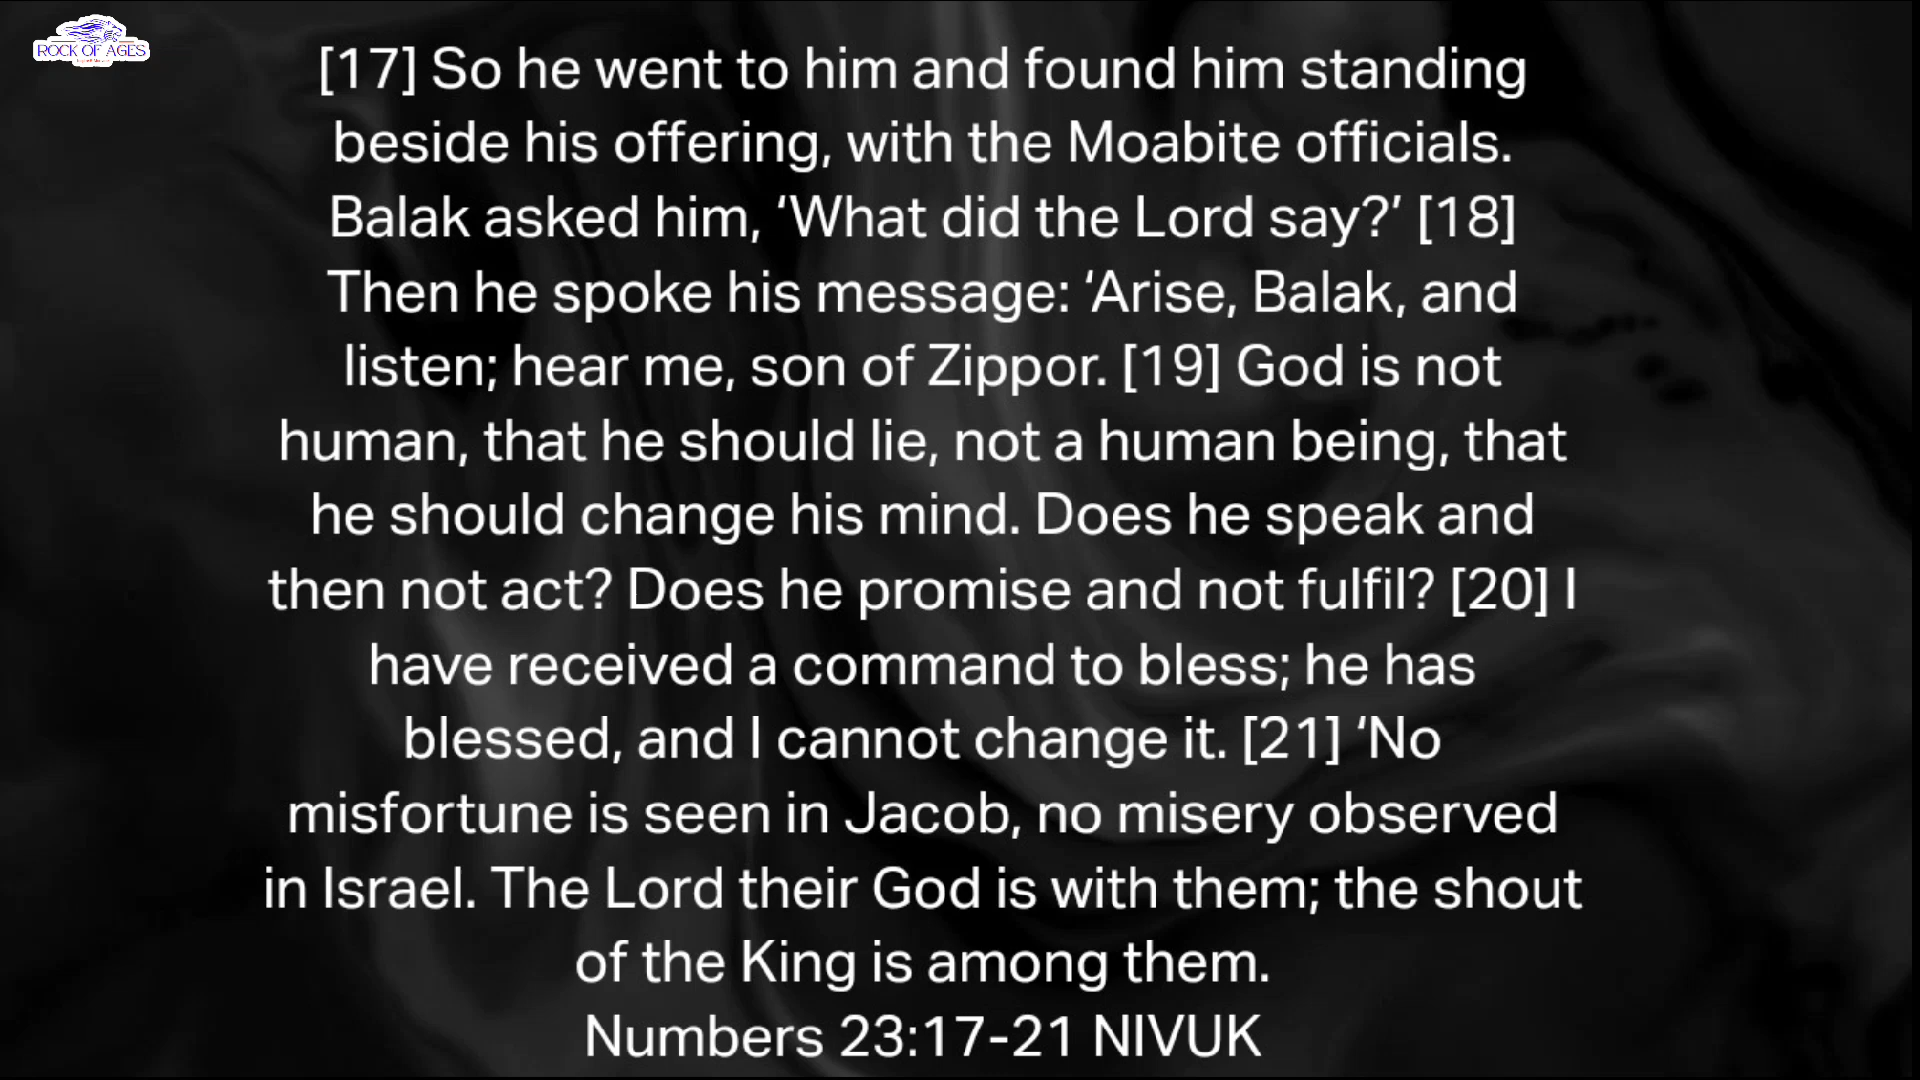 ROCK OF AGES
[17] So he went to him and found him standing
beside his offering, with the Moabite officials.
Balak asked him, ‘What did the Lord say?’ [18]
Then he spoke his message: ‘Arise, Balak, and
listen; hear me, son of Zippor. [19] God is not
human, that he should lie, not a human being, that
he should change his mind. Does he speak and
then not act? Does he promise and not fulfil? [20] I
have received a command to bless; he has
blessed, and I cannot change it. [21] ‘No
misfortune is seen in Jacob, no misery observed
in Israel. The Lord their God is with them; the shout
of the King is among them.
Numbers 23:17-21 NIVUK